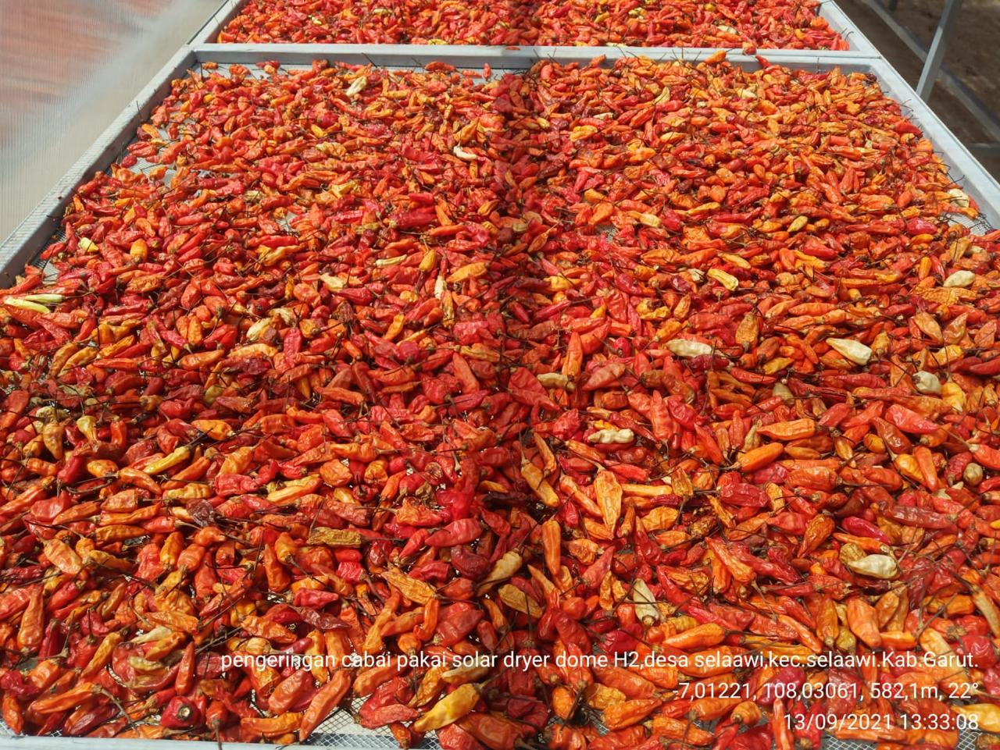 pengeringan cabai pakai solar dryer dome H2,desa selaawi,kec.selaawi.Kab.Garut.
-7,01221, 108,03061, 582,1m, 22°
13/09/2021 13:33:08